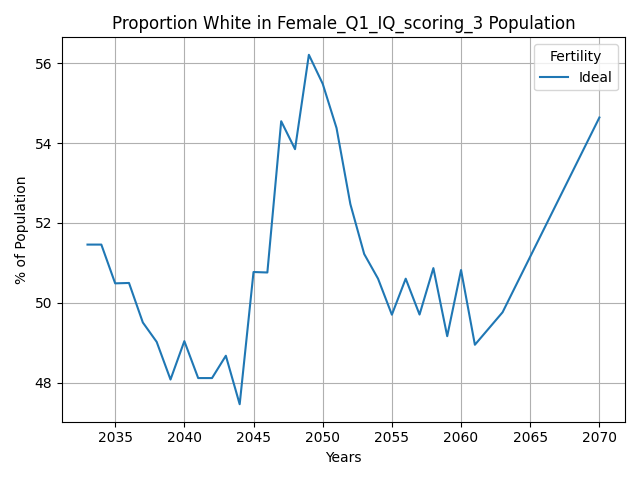 Proportion White in Female_Q1_IQ_scoring_3 Population
Fertility
Ideal
% of Population
56
54
52
50
48
2035 2040 2045 2050 2055 2060 2065 2070
Years